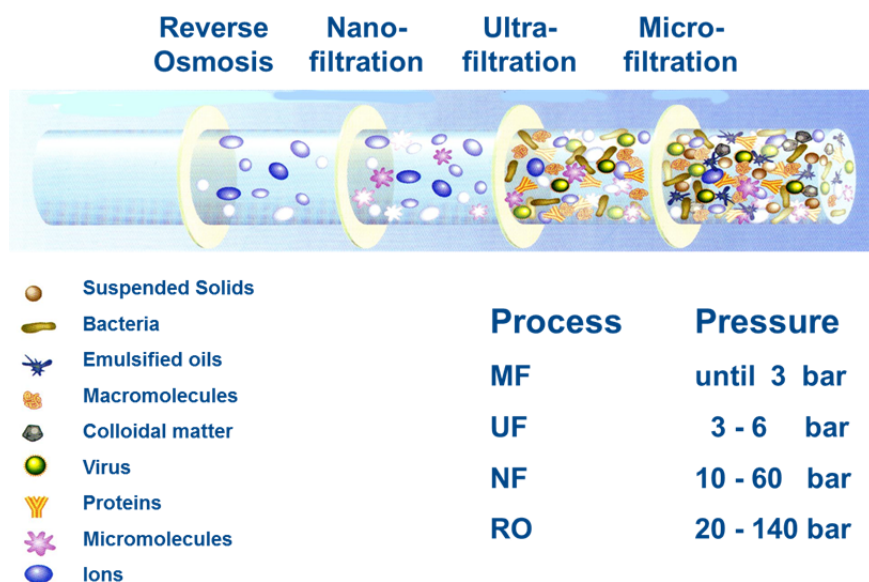 Reverse Osmosis
Nano-filtration
Ultra-filtration
Micro-filtration
Suspended Solids
Bacteria
Emulsified oils
Macromolecules
Colloidal matter
Virus
Proteins
Micromolecules
Ions
Process Pressure
MF until 3 bar
UF 3 - 6 bar
NF 10 - 60 bar
RO 20 - 140 bar